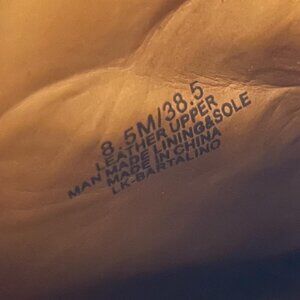 8.5M/38.5
LEATHER UPPER
MAN MADE LINING&SOLE
MADE IN CHINA
LK-BARTALINO